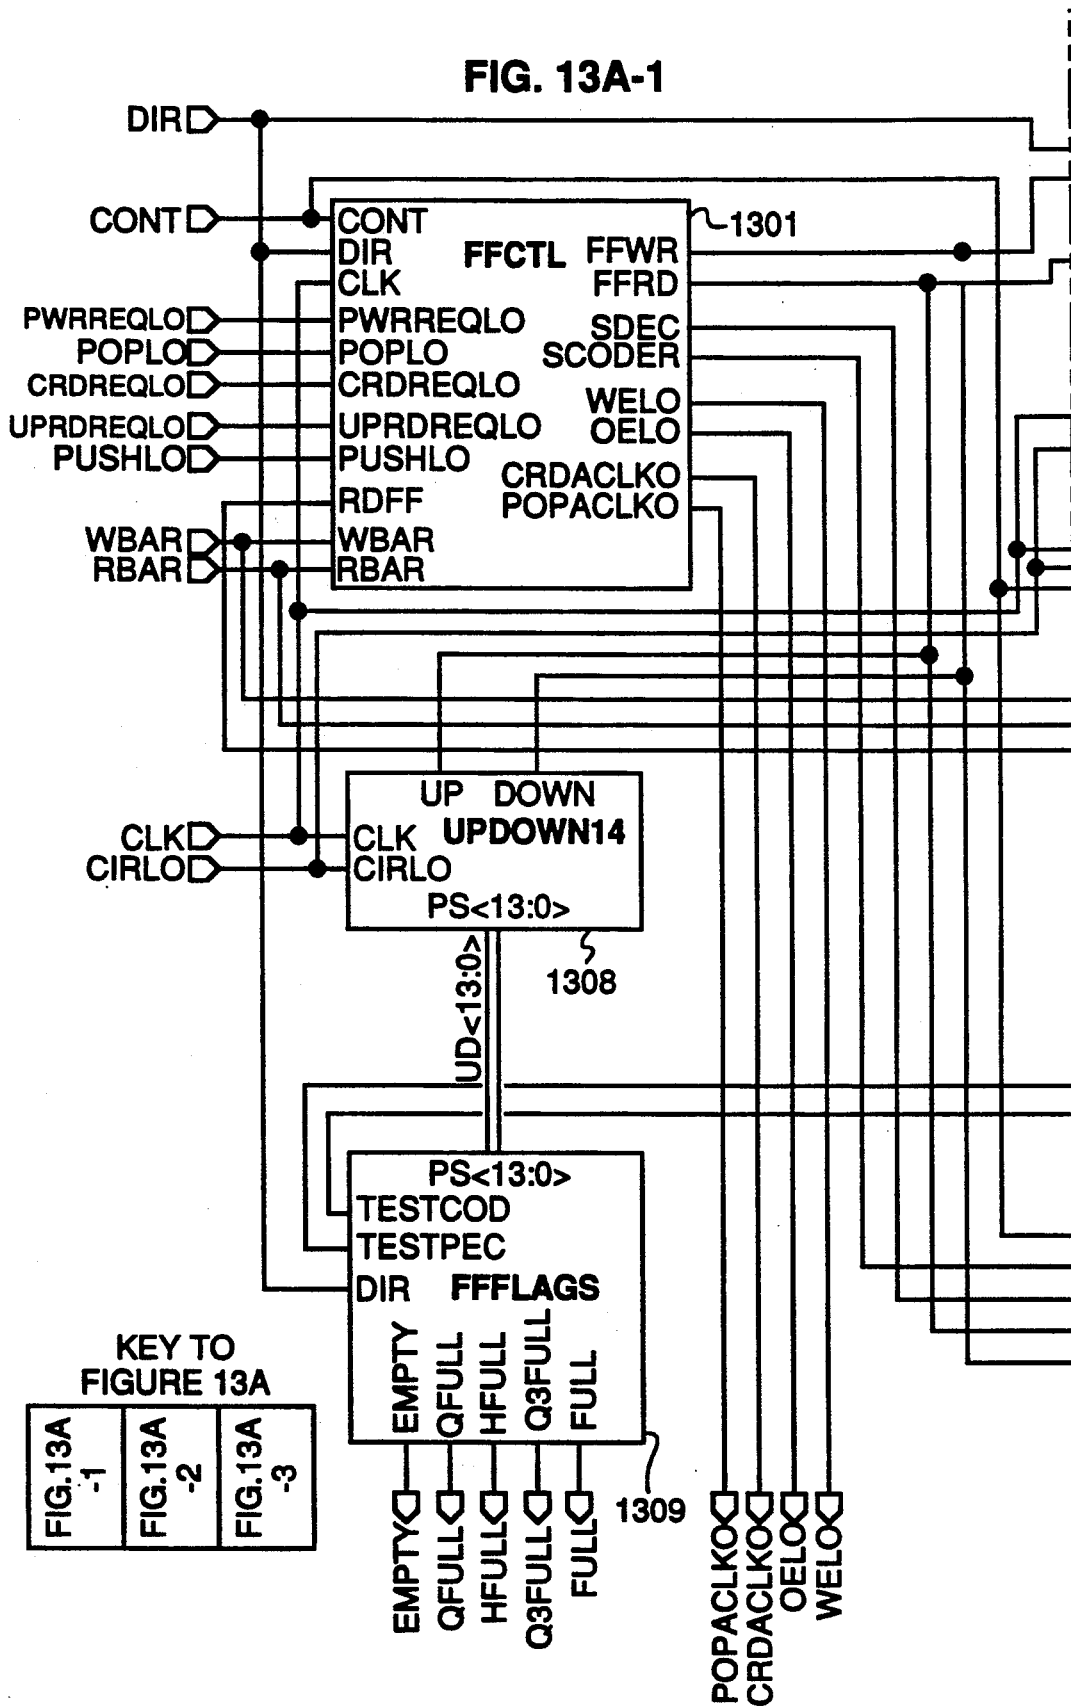 FIG. 13A-1
DIR
CONT
CONT
1301
DIR
FFCTL
FFWR
CLK
FFRD
PWRREQLO
PWRREQLO
SDEC
POPLO
POPLO
SCODER
CRDREQLO
CRDREQLO
WELO
UPRDREQLO
UPRDREQLO
OELO
PUSHLO
PUSHLO
CRDACLKO
RDFF
POPACLKO
WBAR
WBAR
RBAR
RBAR
UP DOWN
UPDOWN14
CLK
CLK
CIRLO
CIRLO
PS<13:0>
1308
UD<13:0>
PS<13:0>
TESTCOD
TESTPEC
DIR
FFFLAGS
EMPTY
QFULL
HFULL
Q3FULL
FULL
1309
KEY TO
FIGURE 13A
FIG.13A
-1
FIG.13A
-2
FIG.13A
-3
EMPTY
QFULL
HFULL
Q3FULL
FULL
POPACLKO
CRDACLKO
OELO
WELO